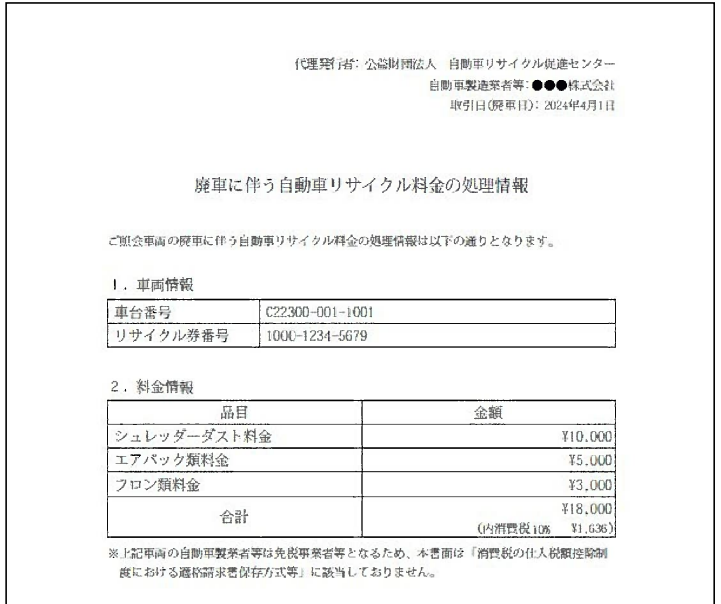 代理発行者: 公益財団法人　自動車リサイクル促進センター
自動車製造業者等: ●●●株式会社
取引日(廃車日): 2024年4月1日
廃車に伴う自動車リサイクル料金の処理情報
ご照会車両の廃車に伴う自動車リサイクル料金の処理情報は以下の通りとなります。
1. 車両情報
車台番号 C22300-001-1001
リサイクル券番号 1000-1234-5679
2. 料金情報
品目 金額
シュレッダーダスト料金 ¥10,000
エアバック類料金 ¥5,000
フロン類料金 ¥3,000
合計 ¥18,000
(内消費税10% ¥1,636)
※上記車両の自動車製業者等は免税事業者等となるため、本書面は「消費税の仕入税額控除制
度における適格請求書保存方式等」に該当しておりません。